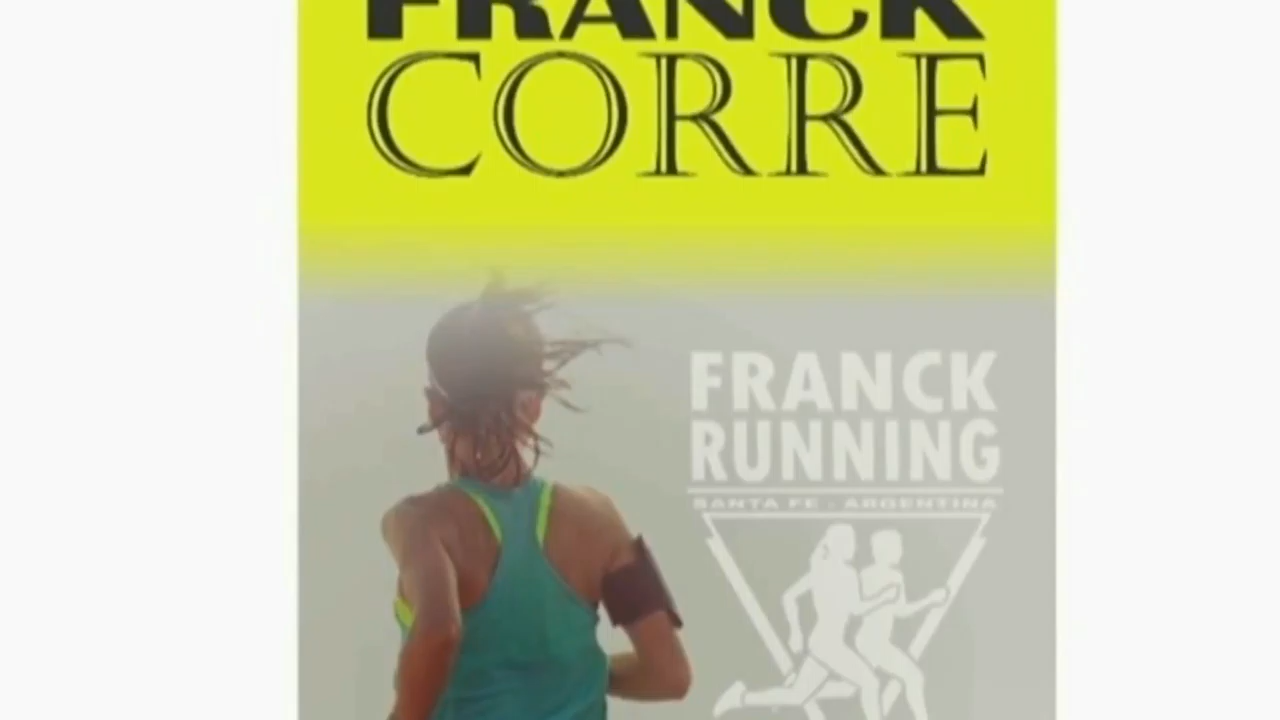 FRANCK
CORRE
FRANCK
RUNNING
SANTA FE - ARGENTINA